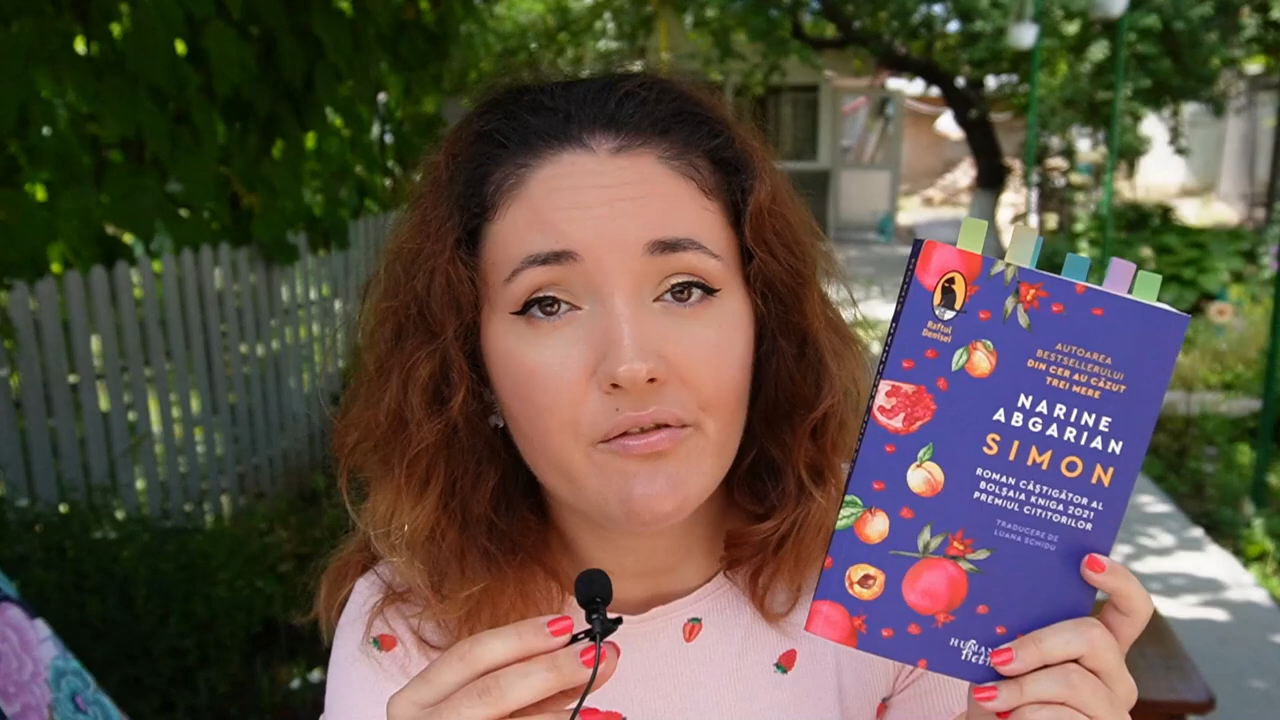 Raftul
Denisei
AUTOAREA
BESTSELLERULUI
DIN CER AU CĂZUT
TREI MERE
NARINE
ABGARIAN
SIMON
ROMAN CÂȘTIGĂTOR AL
BOLȘAIA KNIGA 2021
PREMIUL CITITORILOR
TRADUCERE DE
LUANA SCHIDU